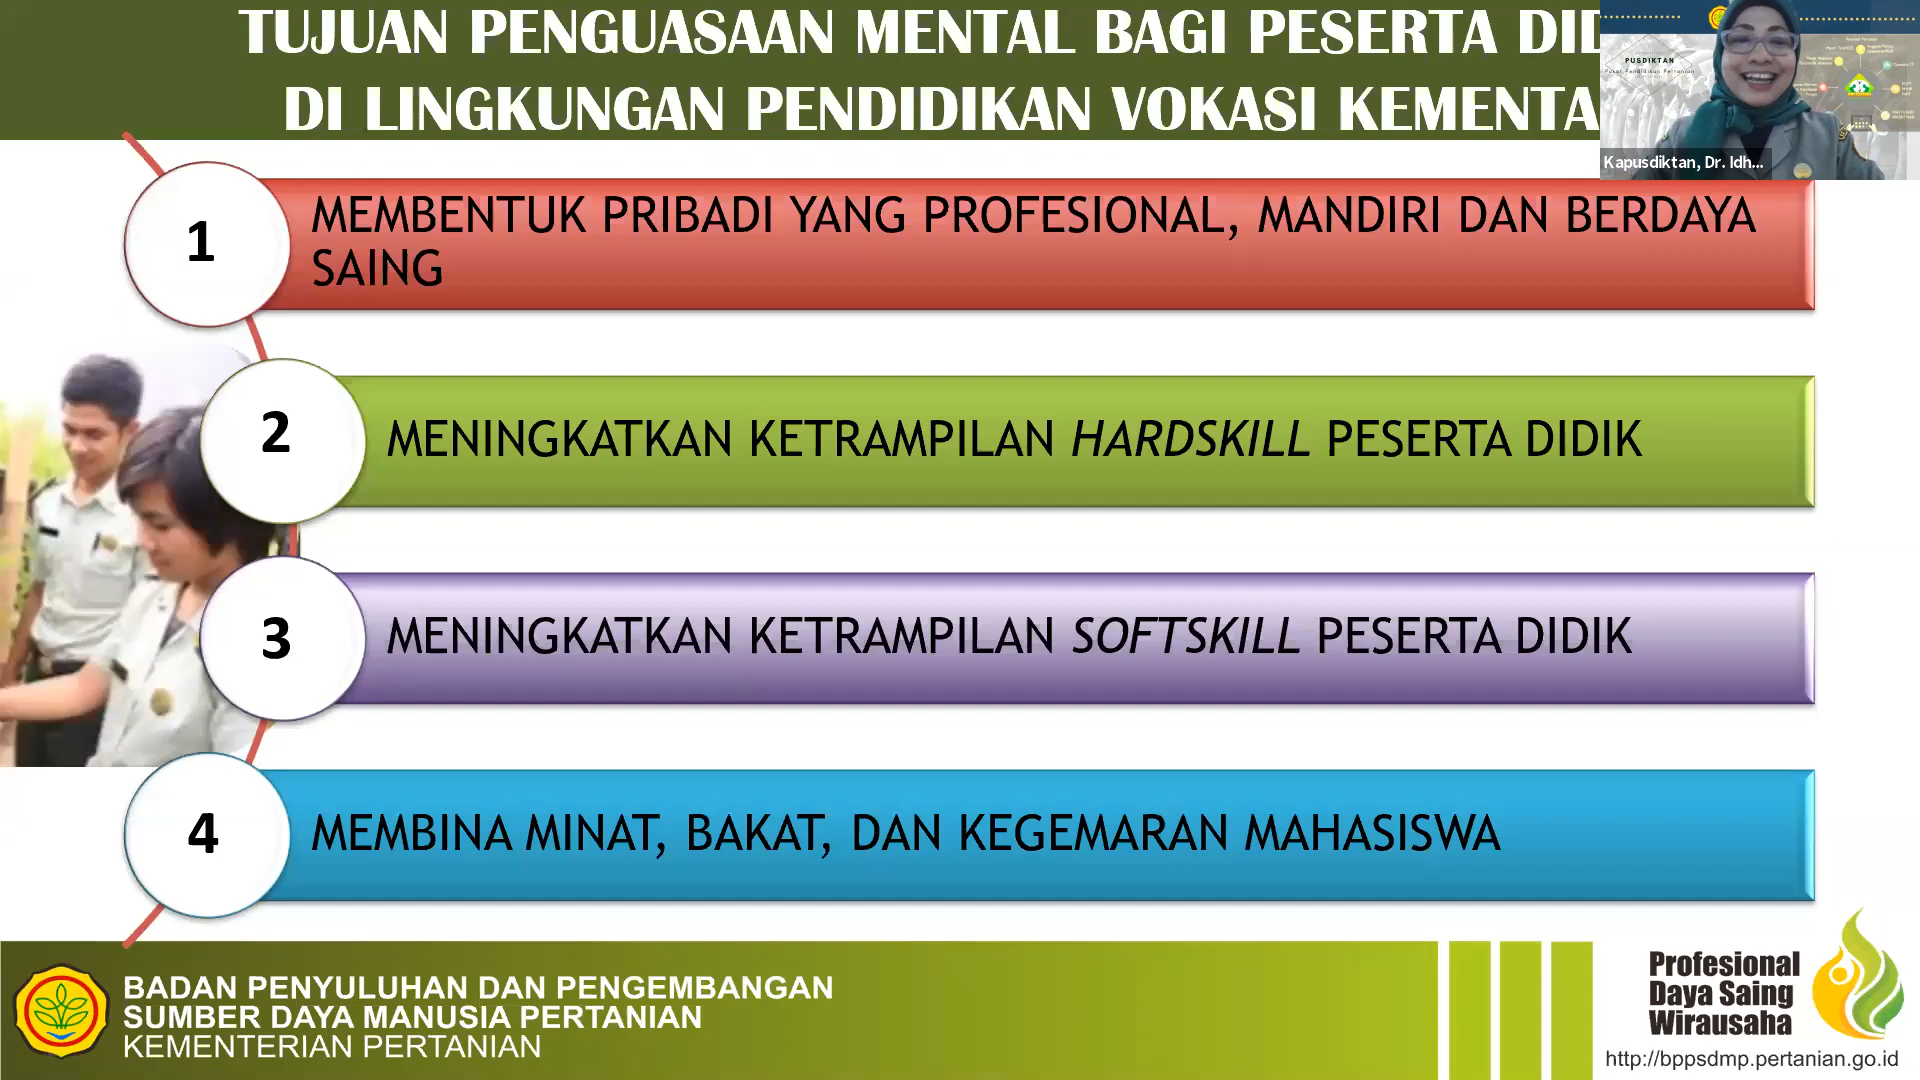 TUJUAN PENGUASAAN MENTAL BAGI PESERTA DID
DI LINGKUNGAN PENDIDIKAN VOKASI KEMENTA
PUSDIKTAN
Pusat Pendidikan Pertanian
Kapusdiktan, Dr. Idh...
1
MEMBENTUK PRIBADI YANG PROFESIONAL, MANDIRI DAN BERDAYA
SAING
2
MENINGKATKAN KETRAMPILAN HARDSKILL PESERTA DIDIK
3
MENINGKATKAN KETRAMPILAN SOFTSKILL PESERTA DIDIK
4
MEMBINA MINAT, BAKAT, DAN KEGEMARAN MAHASISWA
BADAN PENYULUHAN DAN PENGEMBANGAN
SUMBER DAYA MANUSIA PERTANIAN
KEMENTERIAN PERTANIAN
Profesional
Daya Saing
Wirausaha
http://bppsdmp.pertanian.go.id